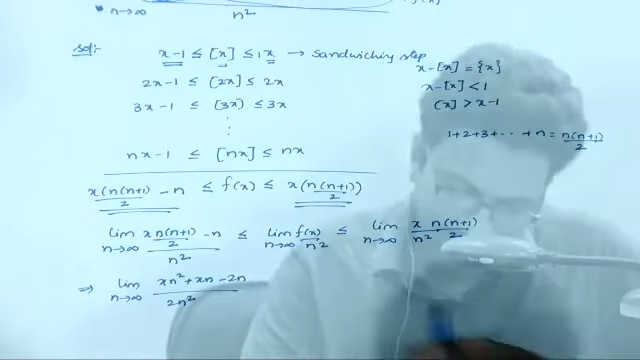 n→∞ n²
Sol: x-1 ≤ [x] ≤ 1x → sandwiching step
x-[x] = {x}
2x-1 ≤ [2x] ≤ 2x
x-[x] < 1
3x-1 ≤ [3x] ≤ 3x
[x] > x-1
⋮
1+2+3+···+n = n(n+1)/2
nx-1 ≤ [nx] ≤ nx
x(n(n+1)/2 - n ≤ f(x) ≤ x(n(n+1)/2)
lim n→∞ (x n(n+1)/2 - n)/n² ≤ lim n→∞ f(x)/n² ≤ lim n→∞ x/n² n(n+1)/2
⇒ lim n→∞ (xn²+xn-2n)/2n²